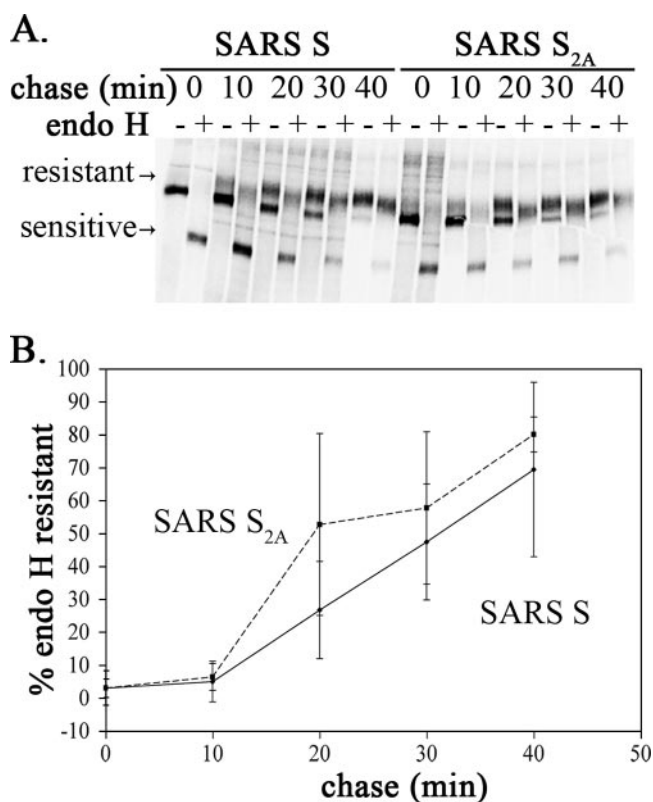 A.
SARS S SARS S2A
chase (min) 0 10 20 30 40 0 10 20 30 40
endo H - + - + - + - + - + - + - + - + - + - +
resistant→
sensitive→
B.
100
90
80
70
60
50
40
30
20
10
0
-10
% endo H resistant
SARS S2A
SARS S
0 10 20 30 40 50
chase (min)